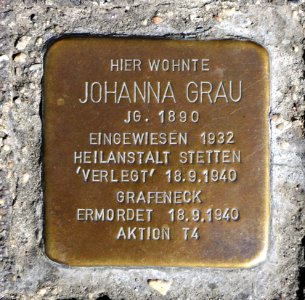 HIER WOHNTE
JOHANNA GRAU
JG. 1890
EINGEWIESEN 1932
HEILANSTALT STETTEN
'VERLEGT' 18.9.1940
GRAFENECK
ERMORDET 18.9.1940
AKTION T4